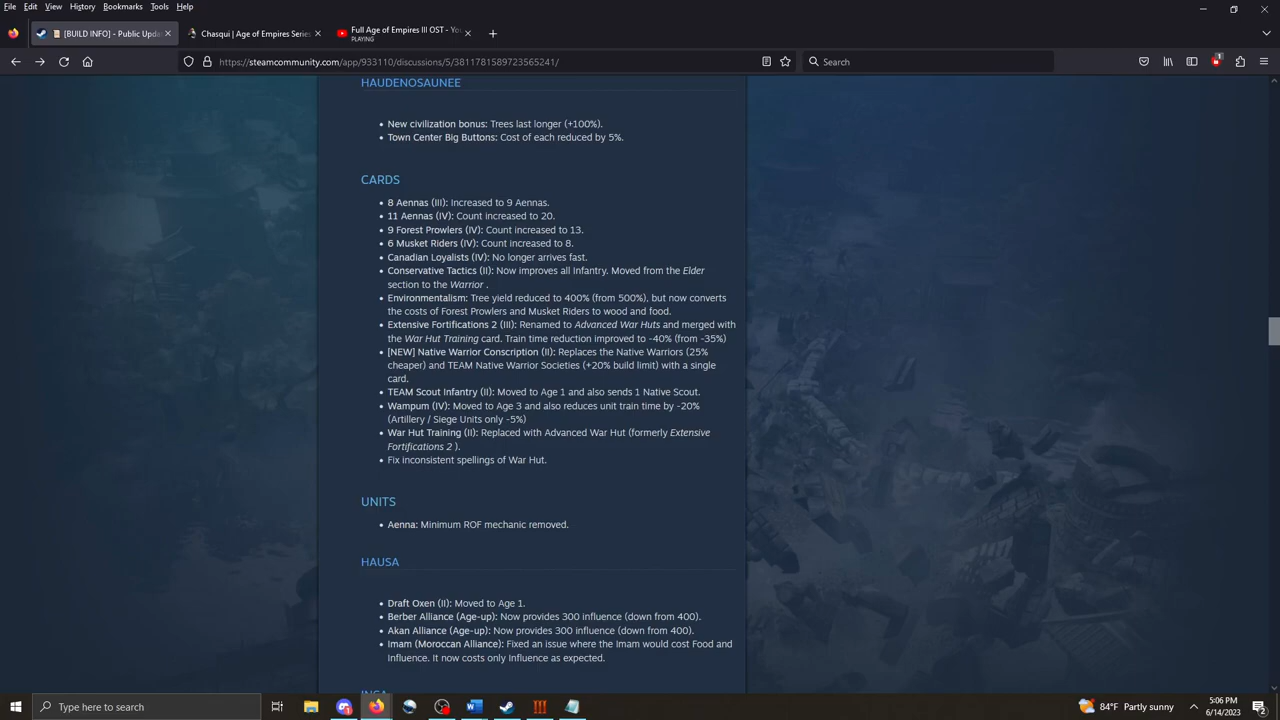 File Edit View History Bookmarks Tools Help
[BUILD INFO] - Public Upda
Chasqui | Age of Empires Series
Full Age of Empires III OST - Yo
PLAYING
https://steamcommunity.com/app/933110/discussions/5/3811781589723565241/
Search
1
HAUDENOSAUNEE
• New civilization bonus: Trees last longer (+100%).
• Town Center Big Buttons: Cost of each reduced by 5%.
CARDS
• 8 Aennas (III): Increased to 9 Aennas.
• 11 Aennas (IV): Count increased to 20.
• 9 Forest Prowlers (IV): Count increased to 13.
• 6 Musket Riders (IV): Count increased to 8.
• Canadian Loyalists (IV): No longer arrives fast.
• Conservative Tactics (II): Now improves all Infantry. Moved from the Elder
section to the Warrior .
• Environmentalism: Tree yield reduced to 400% (from 500%), but now converts
the costs of Forest Prowlers and Musket Riders to wood and food.
• Extensive Fortifications 2 (III): Renamed to Advanced War Huts and merged with
the War Hut Training card. Train time reduction improved to -40% (from -35%)
• [NEW] Native Warrior Conscription (II): Replaces the Native Warriors (25%
cheaper) and TEAM Native Warrior Societies (+20% build limit) with a single
card.
• TEAM Scout Infantry (II): Moved to Age 1 and also sends 1 Native Scout.
• Wampum (IV): Moved to Age 3 and also reduces unit train time by -20%
(Artillery / Siege Units only -5%)
• War Hut Training (II): Replaced with Advanced War Hut (formerly Extensive
Fortifications 2 ).
• Fix inconsistent spellings of War Hut.
UNITS
• Aenna: Minimum ROF mechanic removed.
HAUSA
• Draft Oxen (II): Moved to Age 1.
• Berber Alliance (Age-up): Now provides 300 influence (down from 400).
• Akan Alliance (Age-up): Now provides 300 influence (down from 400).
• Imam (Moroccan Alliance): Fixed an issue where the Imam would cost Food and
Influence. It now costs only Influence as expected.
INCA
Type here to search
84°F Partly sunny
5:06 PM
6/14/2023
2